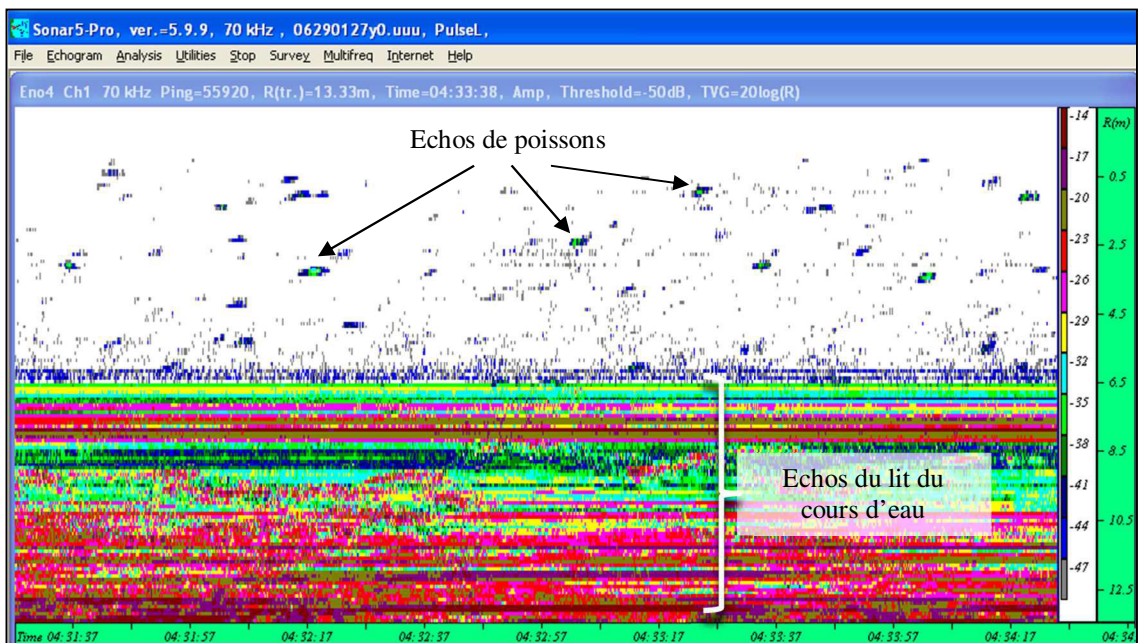 Sonar5-Pro, ver.=5.9.9, 70 kHz , 06290127y0.uuu, PulseL,
File Echogram Analysis Utilities Stop Survey Multifreq Internet Help
Eno4 Ch1 70 kHz Ping=55920, R(tr.)=13.33m, Time=04:33:38, Amp, Threshold=-50dB, TVG=20log(R)
Echos de poissons
Echos du lit du
cours d'eau
-14
-17
-20
-23
-26
-29
-32
-35
-38
-41
-44
-47
R(m)
0.5
2.5
4.5
6.5
8.5
10.5
12.5
Time 04:31:37 04:31:57 04:32:17 04:32:37 04:32:57 04:33:17 04:33:37 04:33:57 04:34:17